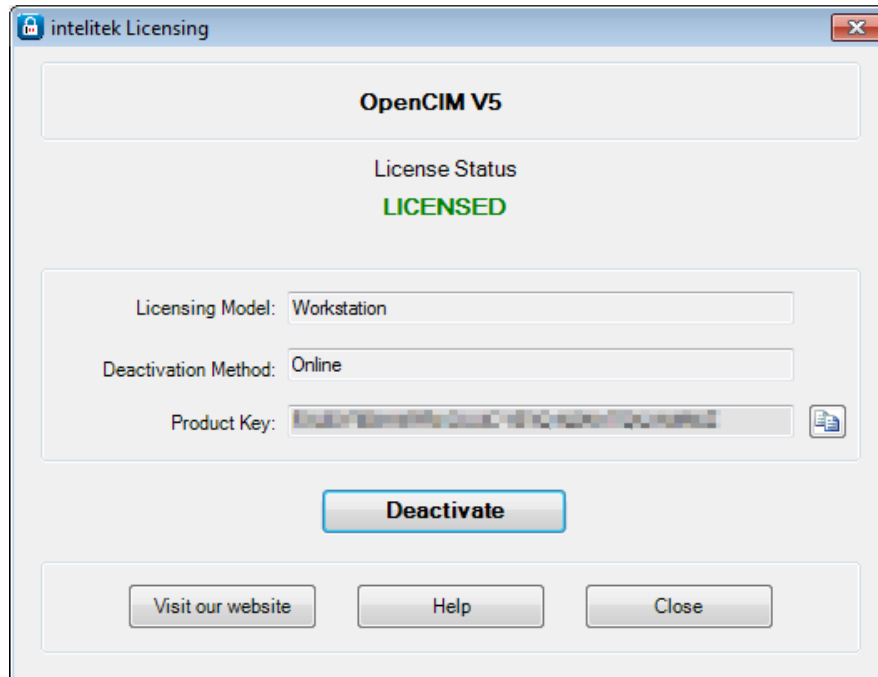 intelitek Licensing
OpenCIM V5
License Status
LICENSED
Licensing Model: Workstation
Deactivation Method: Online
Product Key:
Deactivate
Visit our website Help Close